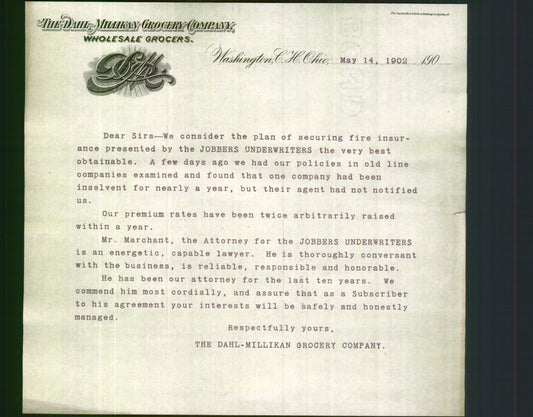 THE DAHL-MILLIKAN GROCERY COMPANY,
WHOLESALE GROCERS.
Washington, C.H. Ohio, May 14, 1902 190
Dear Sirs—We consider the plan of securing fire insur-
ance presented by the JOBBERS UNDERWRITERS the very best
obtainable. A few days ago we had our policies in old line
companies examined and found that one company had been
insolvent for nearly a year, but their agent had not notified
us.
Our premium rates have been twice arbitrarily raised
within a year.
Mr. Marchant, the Attorney for the JOBBERS UNDERWRITERS
is an energetic, capable lawyer. He is thoroughly conversant
with the business, is reliable, responsible and honorable.
He has been our attorney for the last ten years. We
commend him most cordially, and assure that as a Subscriber
to his agreement your interests will be safely and honestly
managed.
Respectfully yours,
THE DAHL-MILLIKAN GROCERY COMPANY.